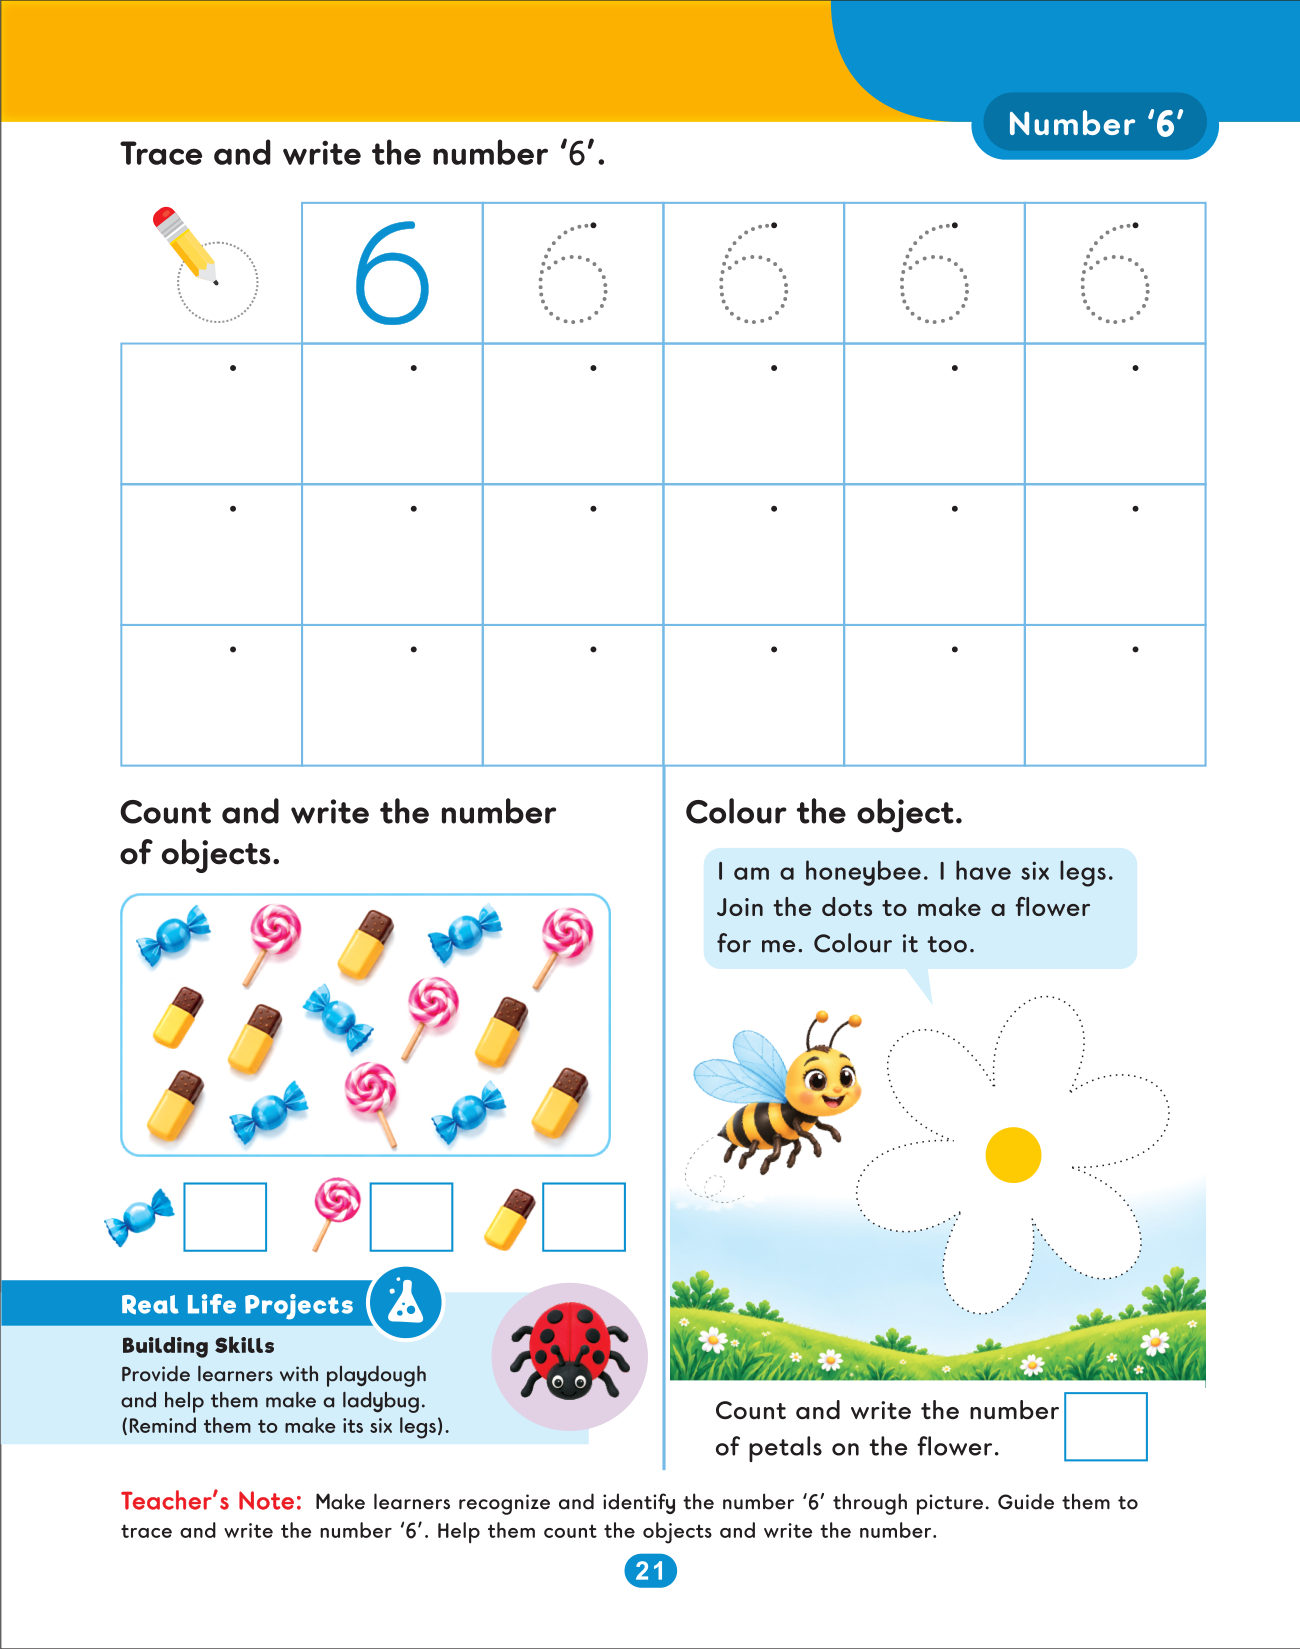 Number ‘6’
Trace and write the number ‘6’.
6 6 6 6 6
Count and write the number
of objects.
Colour the object.
I am a honeybee. I have six legs.
Join the dots to make a flower
for me. Colour it too.
Real Life Projects
Building Skills
Provide learners with playdough
and help them make a ladybug.
(Remind them to make its six legs).
Count and write the number
of petals on the flower.
Teacher’s Note: Make learners recognize and identify the number ‘6’ through picture. Guide them to
trace and write the number ‘6’. Help them count the objects and write the number.
21